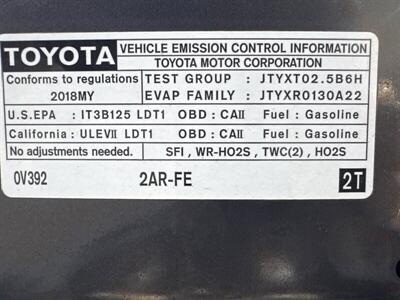 TOYOTA VEHICLE EMISSION CONTROL INFORMATION
TOYOTA MOTOR CORPORATION
Conforms to regulations TEST GROUP : JTYXT02.5B6H
2018MY EVAP FAMILY : JTYXR0130A22
U.S.EPA : IT3B125 LDT1 OBD : CAII Fuel : Gasoline
California : ULEVII LDT1 OBD : CAII Fuel : Gasoline
No adjustments needed. SFI , WR-HO2S , TWC(2) , HO2S
0V392 2AR-FE 2T